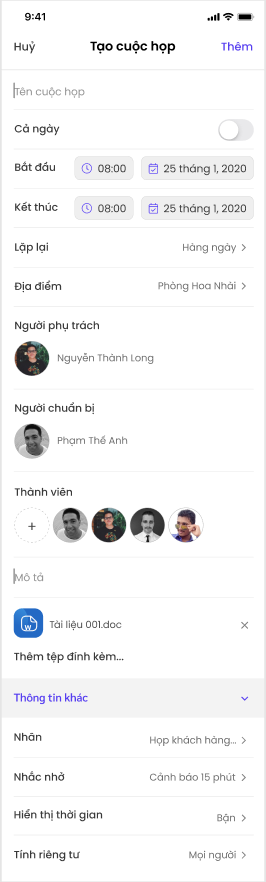 9:41
Huỷ Tạo cuộc họp Thêm
Tên cuộc họp
Cả ngày
Bắt đầu 08:00 25 tháng 1, 2020
Kết thúc 08:00 25 tháng 1, 2020
Lặp lại Hàng ngày
Địa điểm Phòng Hoa Nhài
Người phụ trách
Nguyễn Thành Long
Người chuẩn bị
Phạm Thế Anh
Thành viên
+
Mô tả
W Tài liệu 001.doc
Thêm tệp đính kèm...
Thông tin khác
Nhãn Họp khách hàng...
Nhắc nhở Cảnh báo 15 phút
Hiển thị thời gian Bận
Tính riêng tư Mọi người